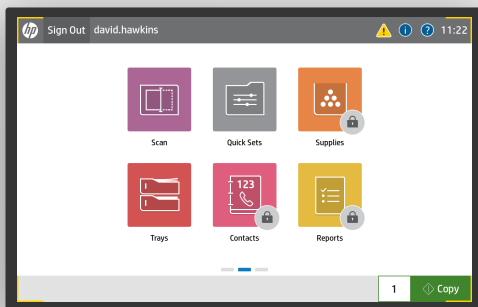 hp Sign Out david.hawkins 11:22
Scan Quick Sets Supplies
123
Trays Contacts Reports
1 Copy